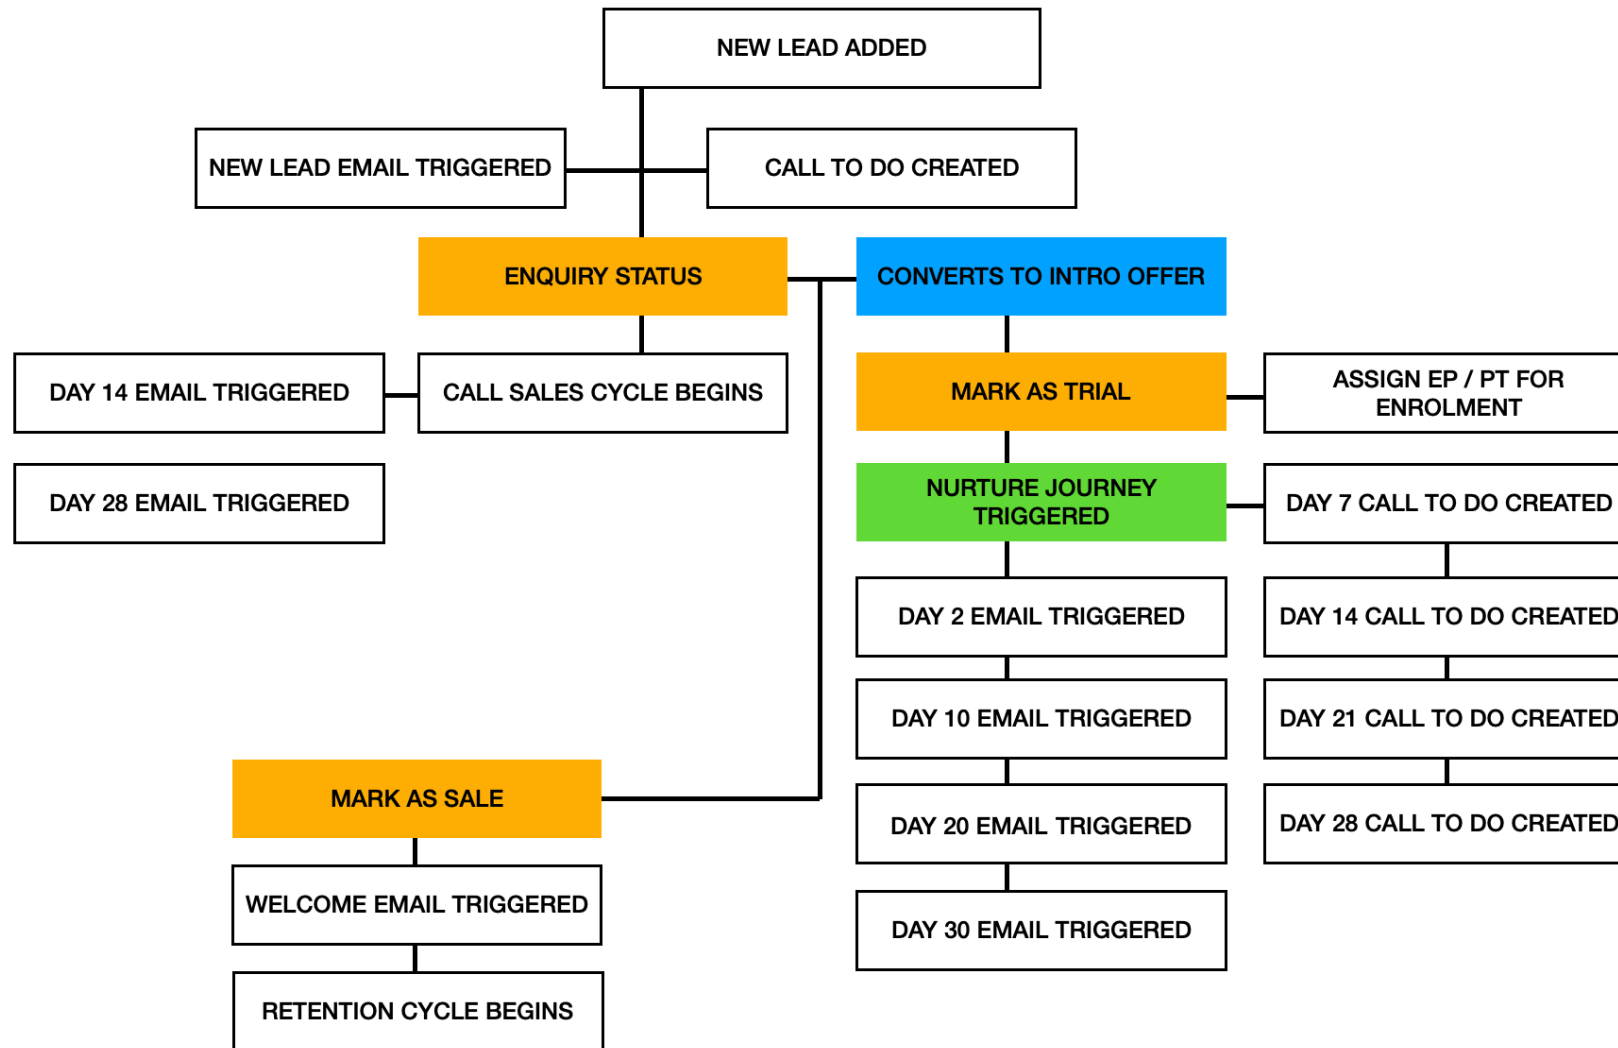 NEW LEAD ADDED
NEW LEAD EMAIL TRIGGERED
CALL TO DO CREATED
ENQUIRY STATUS
CONVERTS TO INTRO OFFER
DAY 14 EMAIL TRIGGERED
CALL SALES CYCLE BEGINS
MARK AS TRIAL
ASSIGN EP / PT FOR
ENROLMENT
DAY 28 EMAIL TRIGGERED
NURTURE JOURNEY
TRIGGERED
DAY 7 CALL TO DO CREATED
DAY 2 EMAIL TRIGGERED
DAY 14 CALL TO DO CREATED
DAY 10 EMAIL TRIGGERED
DAY 21 CALL TO DO CREATED
MARK AS SALE
DAY 20 EMAIL TRIGGERED
DAY 28 CALL TO DO CREATED
WELCOME EMAIL TRIGGERED
DAY 30 EMAIL TRIGGERED
RETENTION CYCLE BEGINS